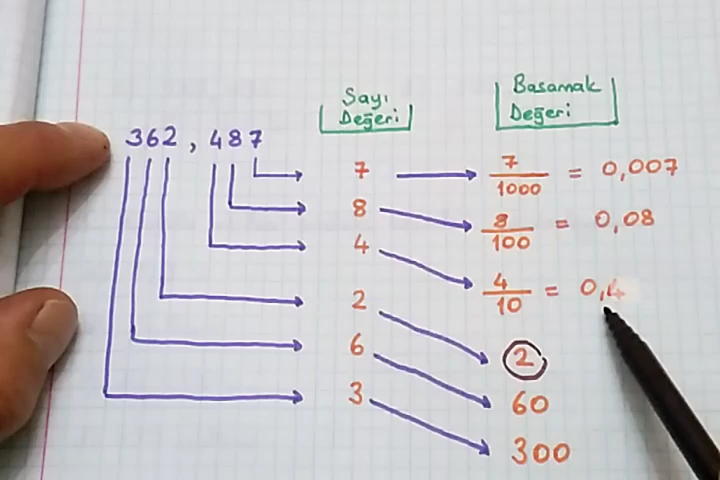 Sayı Değeri
Basamak Değeri
362,487
7 7/1000 = 0,007
8 8/100 = 0,08
4 4/10 = 0,4
2 2
6 60
3 300